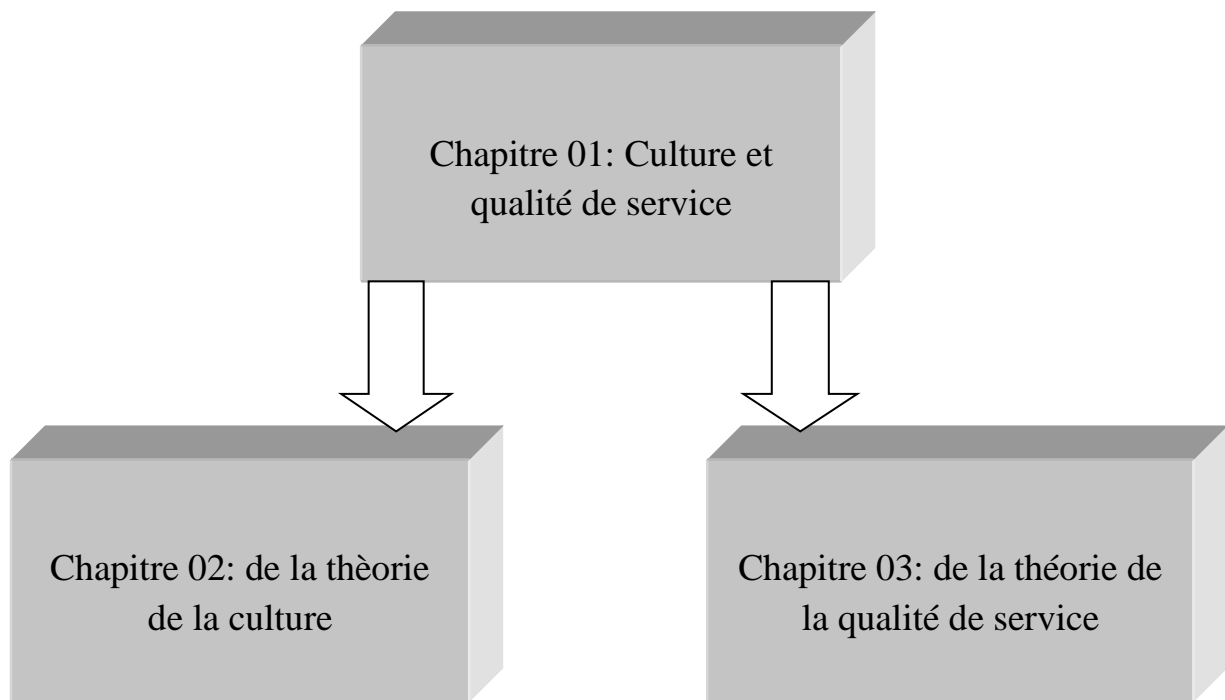 Chapitre 01: Culture et
qualité de service
Chapitre 02: de la thèorie
de la culture
Chapitre 03: de la théorie de
la qualité de service